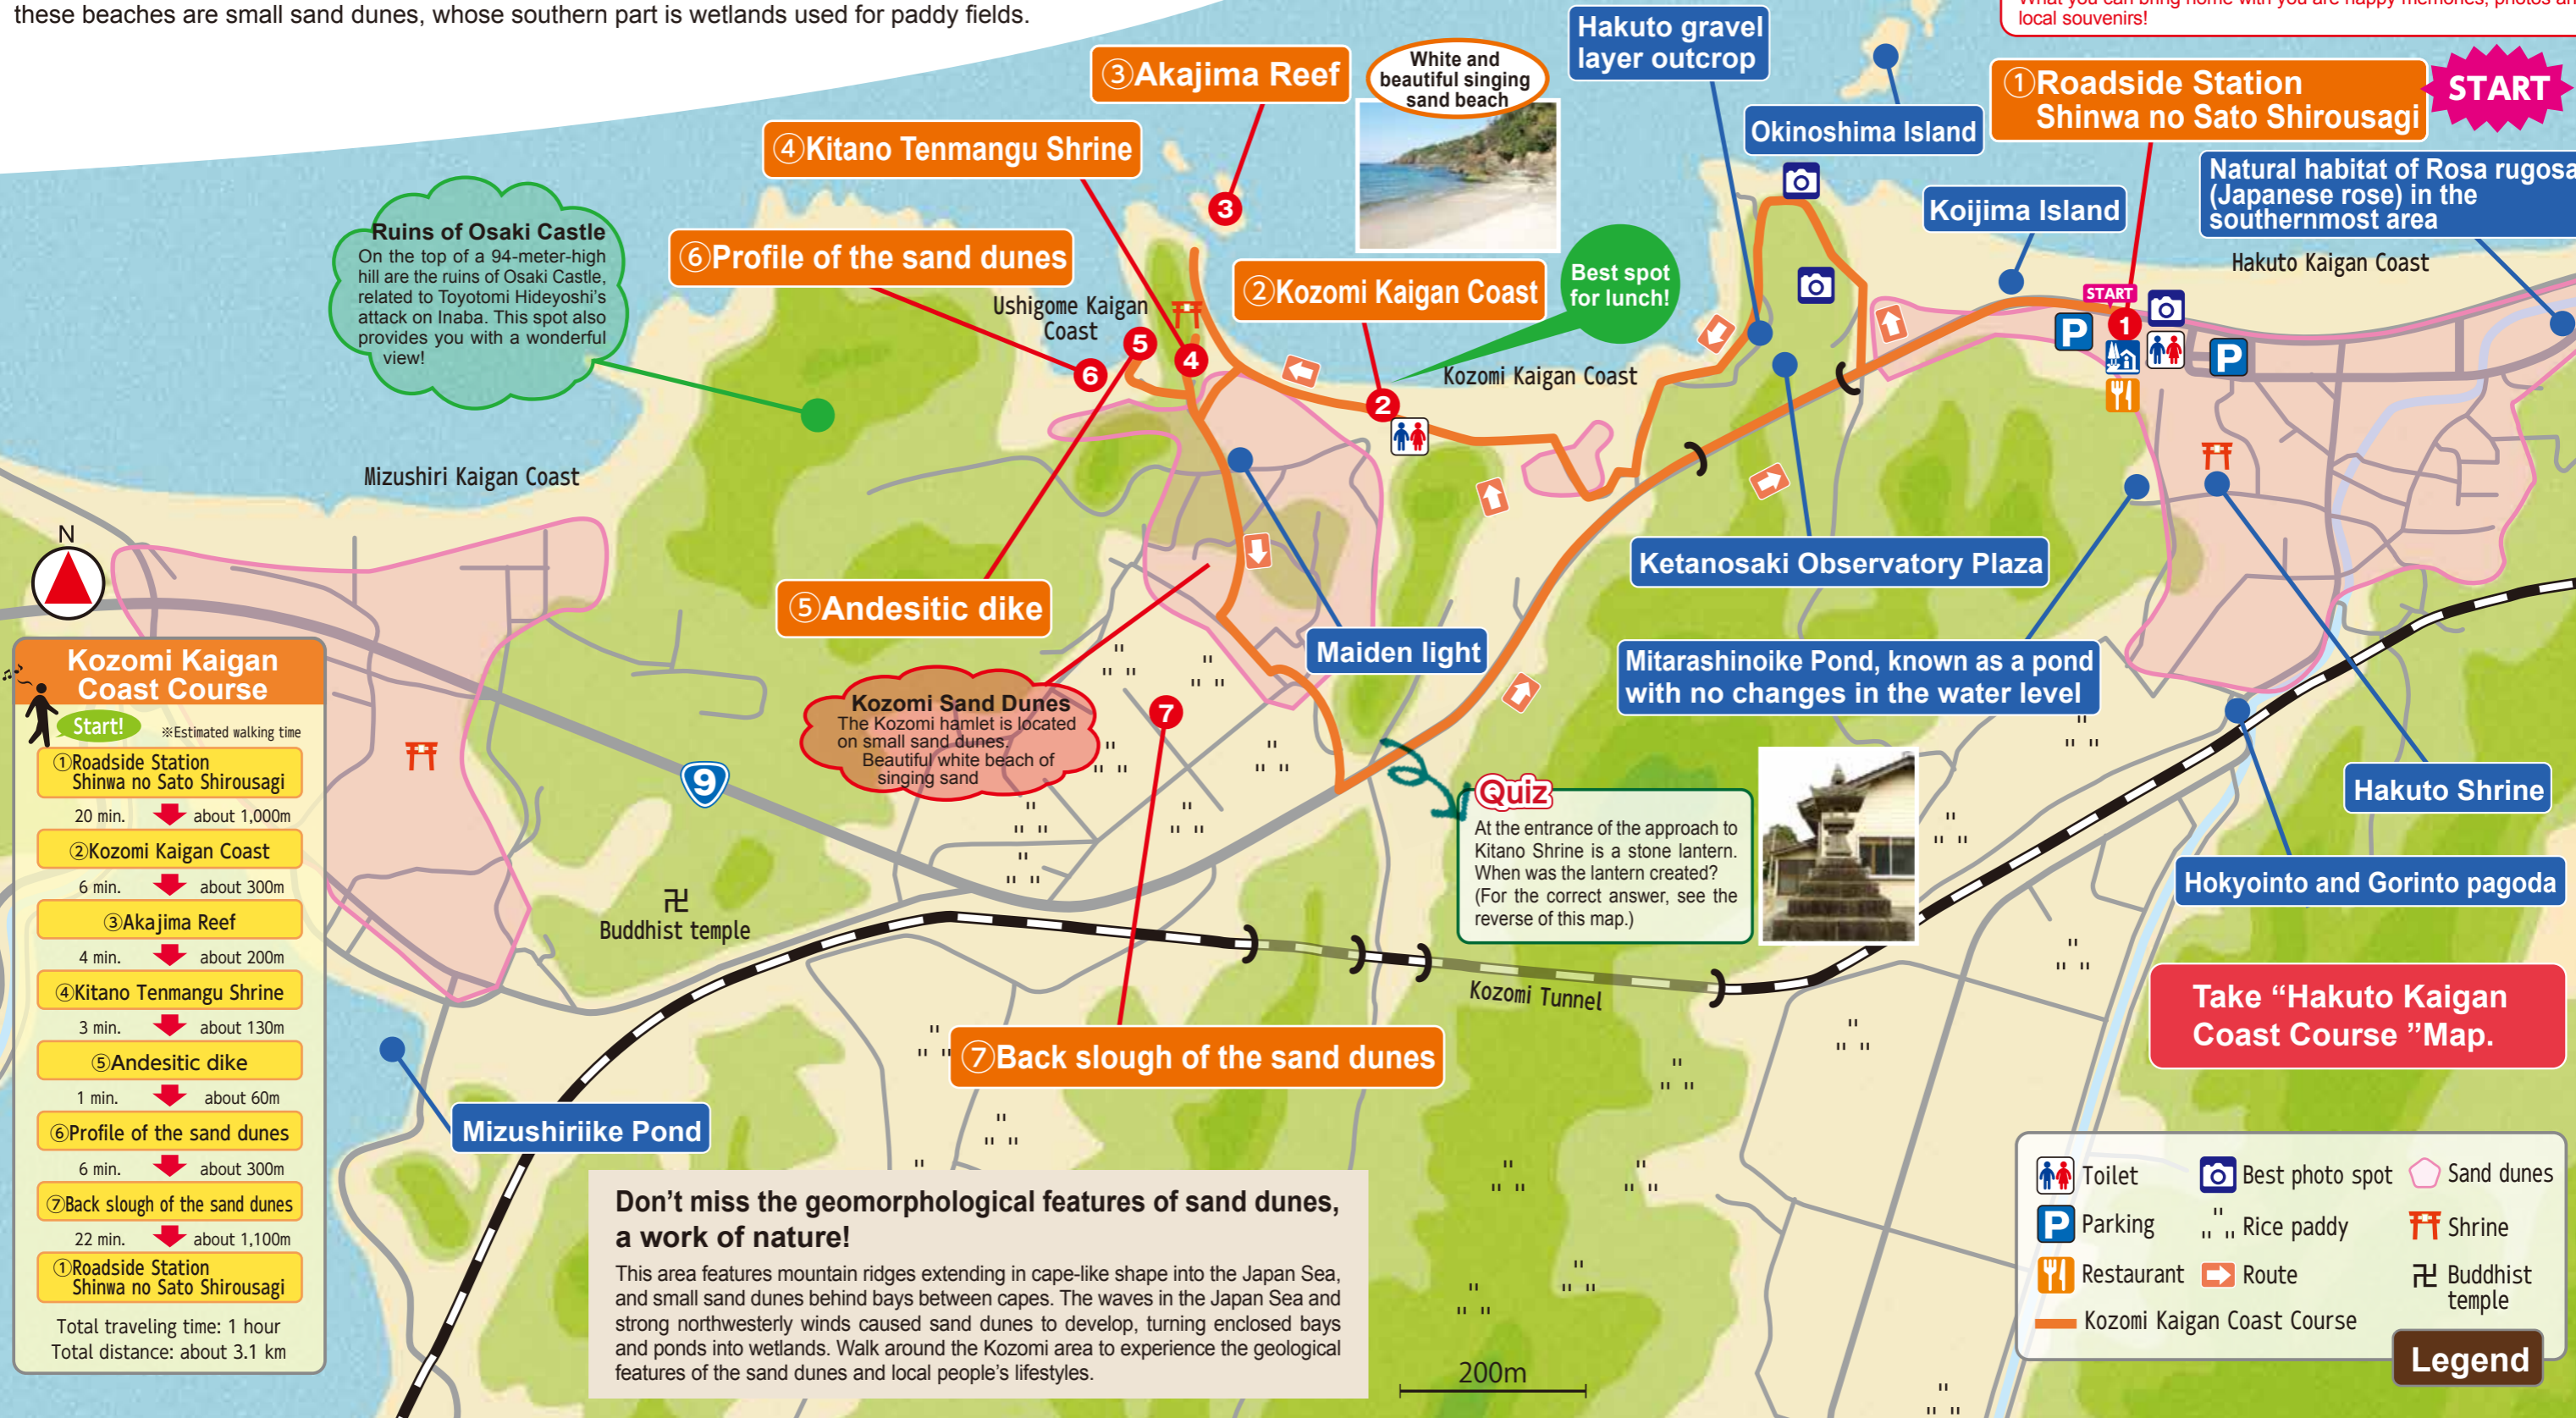 these beaches are small sand dunes, whose southern part is wetlands used for paddy fields.
local souvenirs!
③Akajima Reef
White and
beautiful singing
sand beach
Hakuto gravel
layer outcrop
Okinoshima Island
①Roadside Station
Shinwa no Sato Shirousagi
START
④Kitano Tenmangu Shrine
Koijima Island
Natural habitat of Rosa rugosa
(Japanese rose) in the
southernmost area
Hakuto Kaigan Coast
Ruins of Osaki Castle
On the top of a 94-meter-high
hill are the ruins of Osaki Castle,
related to Toyotomi Hideyoshi's
attack on Inaba. This spot also
provides you with a wonderful
view!
⑥Profile of the sand dunes
Ushigome Kaigan
Coast
②Kozomi Kaigan Coast
Best spot
for lunch!
Kozomi Kaigan Coast
START
1
P
P
3
5
4
6
2
Mizushiri Kaigan Coast
N
⑤Andesitic dike
Maiden light
Ketanosaki Observatory Plaza
Mitarashinoike Pond, known as a pond
with no changes in the water level
Kozomi Sand Dunes
The Kozomi hamlet is located
on small sand dunes.
Beautiful white beach of
singing sand
7
9
Quiz
At the entrance of the approach to
Kitano Shrine is a stone lantern.
When was the lantern created?
(For the correct answer, see the
reverse of this map.)
Hakuto Shrine
Hokyointo and Gorinto pagoda
卍
Buddhist temple
Kozomi Tunnel
⑦Back slough of the sand dunes
Take “Hakuto Kaigan
Coast Course ”Map.
Mizushiriike Pond
Kozomi Kaigan
Coast Course
Start!
※Estimated walking time
①Roadside Station
Shinwa no Sato Shirousagi
20 min. about 1,000m
②Kozomi Kaigan Coast
6 min. about 300m
③Akajima Reef
4 min. about 200m
④Kitano Tenmangu Shrine
3 min. about 130m
⑤Andesitic dike
1 min. about 60m
⑥Profile of the sand dunes
6 min. about 300m
⑦Back slough of the sand dunes
22 min. about 1,100m
①Roadside Station
Shinwa no Sato Shirousagi
Total traveling time: 1 hour
Total distance: about 3.1 km
Don't miss the geomorphological features of sand dunes,
a work of nature!
This area features mountain ridges extending in cape-like shape into the Japan Sea,
and small sand dunes behind bays between capes. The waves in the Japan Sea and
strong northwesterly winds caused sand dunes to develop, turning enclosed bays
and ponds into wetlands. Walk around the Kozomi area to experience the geological
features of the sand dunes and local people's lifestyles.
200m
Toilet
Best photo spot
Sand dunes
P Parking
Rice paddy
Shrine
Restaurant
Route
卍 Buddhist
temple
Kozomi Kaigan Coast Course
Legend